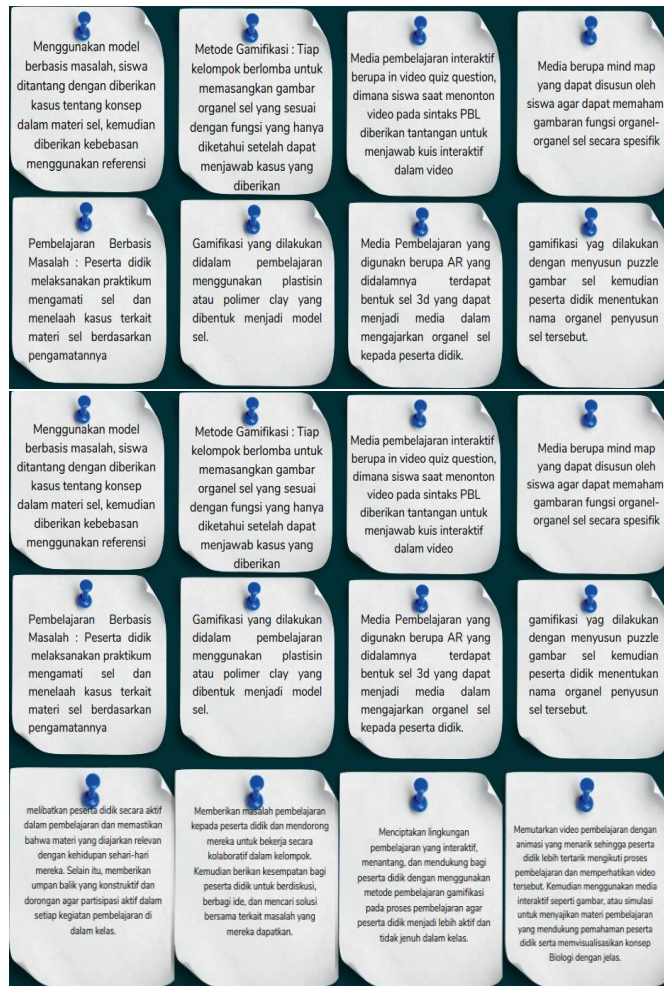 Menggunakan model
berbasis masalah, siswa
ditantang dengan diberikan
kasus tentang konsep
dalam materi sel, kemudian
diberikan kebebasan
menggunakan referensi
Metode Gamifikasi : Tiap
kelompok berlomba untuk
memasangkan gambar
organel sel yang sesuai
dengan fungsi yang hanya
diketahui setelah dapat
menjawab kasus yang
diberikan
Media pembelajaran interaktif
berupa in video quiz question,
dimana siswa saat menonton
video pada sintaks PBL
diberikan tantangan untuk
menjawab kuis interaktif
dalam video
Media berupa mind map
yang dapat disusun oleh
siswa agar dapat memaham
gambaran fungsi organel-
organel sel secara spesifik
Pembelajaran Berbasis
Masalah : Peserta didik
melaksanakan praktikum
mengamati sel dan
menelaah kasus terkait
materi sel berdasarkan
pengamatannya
Gamifikasi yang dilakukan
didalam pembelajaran
menggunakan plastisin
atau polimer clay yang
dibentuk menjadi model
sel.
Media Pembelajaran yang
digunakn berupa AR yang
didalamnya terdapat
bentuk sel 3d yang dapat
menjadi media dalam
mengajarkan organel sel
kepada peserta didik.
gamifikasi yag dilakukan
dengan menyusun puzzle
gambar sel kemudian
peserta didik menentukan
nama organel penyusun
sel tersebut.
Menggunakan model
berbasis masalah, siswa
ditantang dengan diberikan
kasus tentang konsep
dalam materi sel, kemudian
diberikan kebebasan
menggunakan referensi
Metode Gamifikasi : Tiap
kelompok berlomba untuk
memasangkan gambar
organel sel yang sesuai
dengan fungsi yang hanya
diketahui setelah dapat
menjawab kasus yang
diberikan
Media pembelajaran interaktif
berupa in video quiz question,
dimana siswa saat menonton
video pada sintaks PBL
diberikan tantangan untuk
menjawab kuis interaktif
dalam video
Media berupa mind map
yang dapat disusun oleh
siswa agar dapat memaham
gambaran fungsi organel-
organel sel secara spesifik
Pembelajaran Berbasis
Masalah : Peserta didik
melaksanakan praktikum
mengamati sel dan
menelaah kasus terkait
materi sel berdasarkan
pengamatannya
Gamifikasi yang dilakukan
didalam pembelajaran
menggunakan plastisin
atau polimer clay yang
dibentuk menjadi model
sel.
Media Pembelajaran yang
digunakn berupa AR yang
didalamnya terdapat
bentuk sel 3d yang dapat
menjadi media dalam
mengajarkan organel sel
kepada peserta didik.
gamifikasi yag dilakukan
dengan menyusun puzzle
gambar sel kemudian
peserta didik menentukan
nama organel penyusun
sel tersebut.
melibatkan peserta didik secara aktif
dalam pembelajaran dan memastikan
bahwa materi yang diajarkan relevan
dengan kehidupan sehari-hari
mereka. Selain itu, memberikan
umpan balik yang konstruktif dan
dorongan agar partisipasi aktif dalam
setiap kegiatan pembelajaran di
dalam kelas.
Memberikan masalah pembelajaran
kepada peserta didik dan mendorong
mereka untuk bekerja secara
kolaboratif dalam kelompok.
Kemudian berikan kesempatan bagi
peserta didik untuk berdiskusi,
berbagi ide, dan mencari solusi
bersama terkait masalah yang
mereka dapatkan.
Menciptakan lingkungan
pembelajaran yang interaktif,
menantang, dan mendukung bagi
peserta didik dengan menggunakan
metode pembelajaran gamifikasi
pada proses pembelajaran agar
peserta didik menjadi lebih aktif dan
tidak jenuh dalam kelas.
Memutarkan video pembelajaran dengan
animasi yang menarik sehingga peserta
didik lebih tertarik mengikuti proses
pembelajaran dan memperhatikan video
tersebut. Kemudian menggunakan media
interaktif seperti gambar, atau simulasi
untuk menyajikan materi pembelajaran
yang mendukung pemahaman peserta
didik serta memvisualisasikan konsep
Biologi dengan jelas.